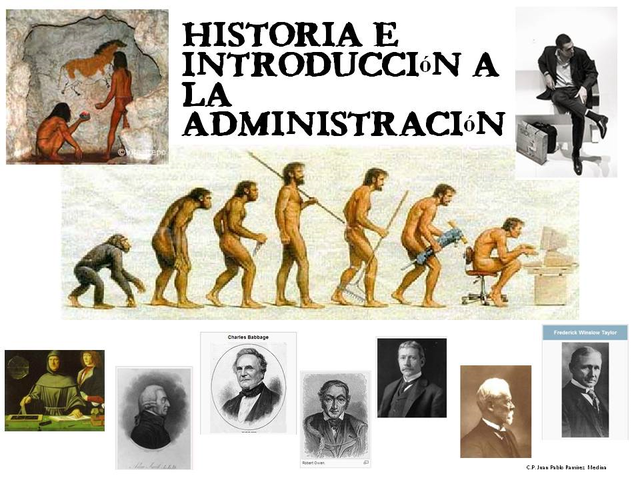 HISTORIA E
INTRODUCCIóN A
LA
ADMINISTRACIóN
Charles Babbage
Frederick Winslow Taylor
Robert Owen
C.P. Juan Pablo Ramírez Medina